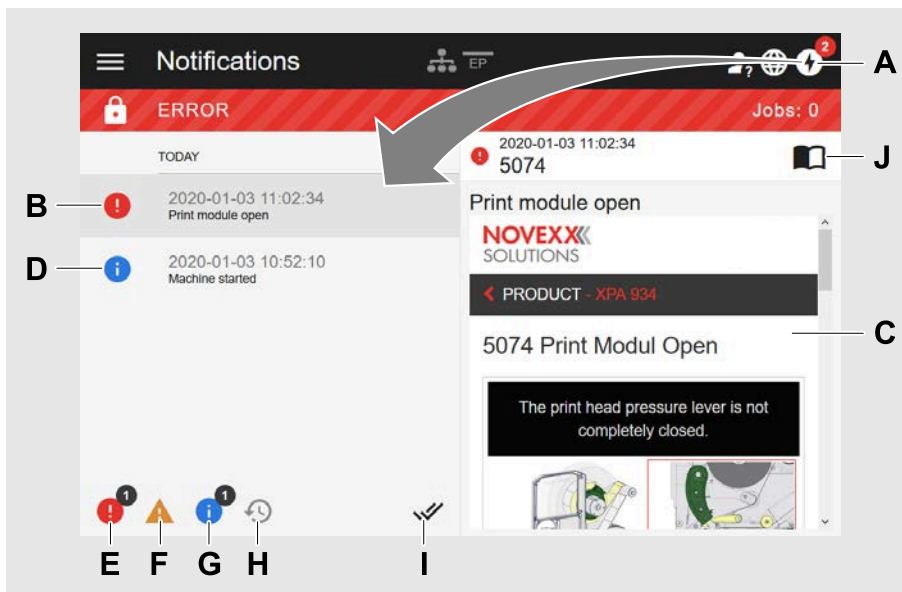 Notifications
EP
2
A
ERROR
Jobs: 0
TODAY
2020-01-03 11:02:34
5074
J
B
2020-01-03 11:02:34
Print module open
Print module open
NOVEXX
SOLUTIONS
D
2020-01-03 10:52:10
Machine started
PRODUCT - XPA 934
5074 Print Modul Open
C
The print head pressure lever is not
completely closed.
1
1
E
F
G
H
I